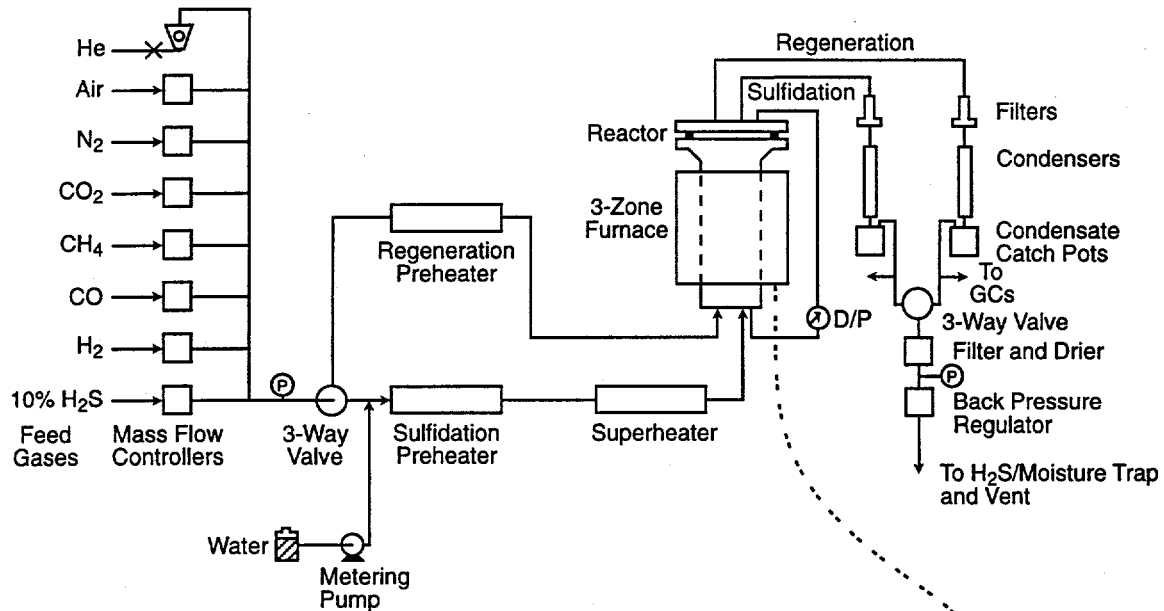 He
Air
N2
CO2
CH4
CO
H2
10% H2S
Feed
Gases
Mass Flow
Controllers
P
3-Way
Valve
Regeneration
Preheater
Sulfidation
Preheater
Superheater
Water
Metering
Pump
Regeneration
Sulfidation
Reactor
3-Zone
Furnace
D/P
Filters
Condensers
Condensate
Catch Pots
To
GCs
3-Way Valve
Filter and Drier
P
Back Pressure
Regulator
To H2S/Moisture Trap
and Vent